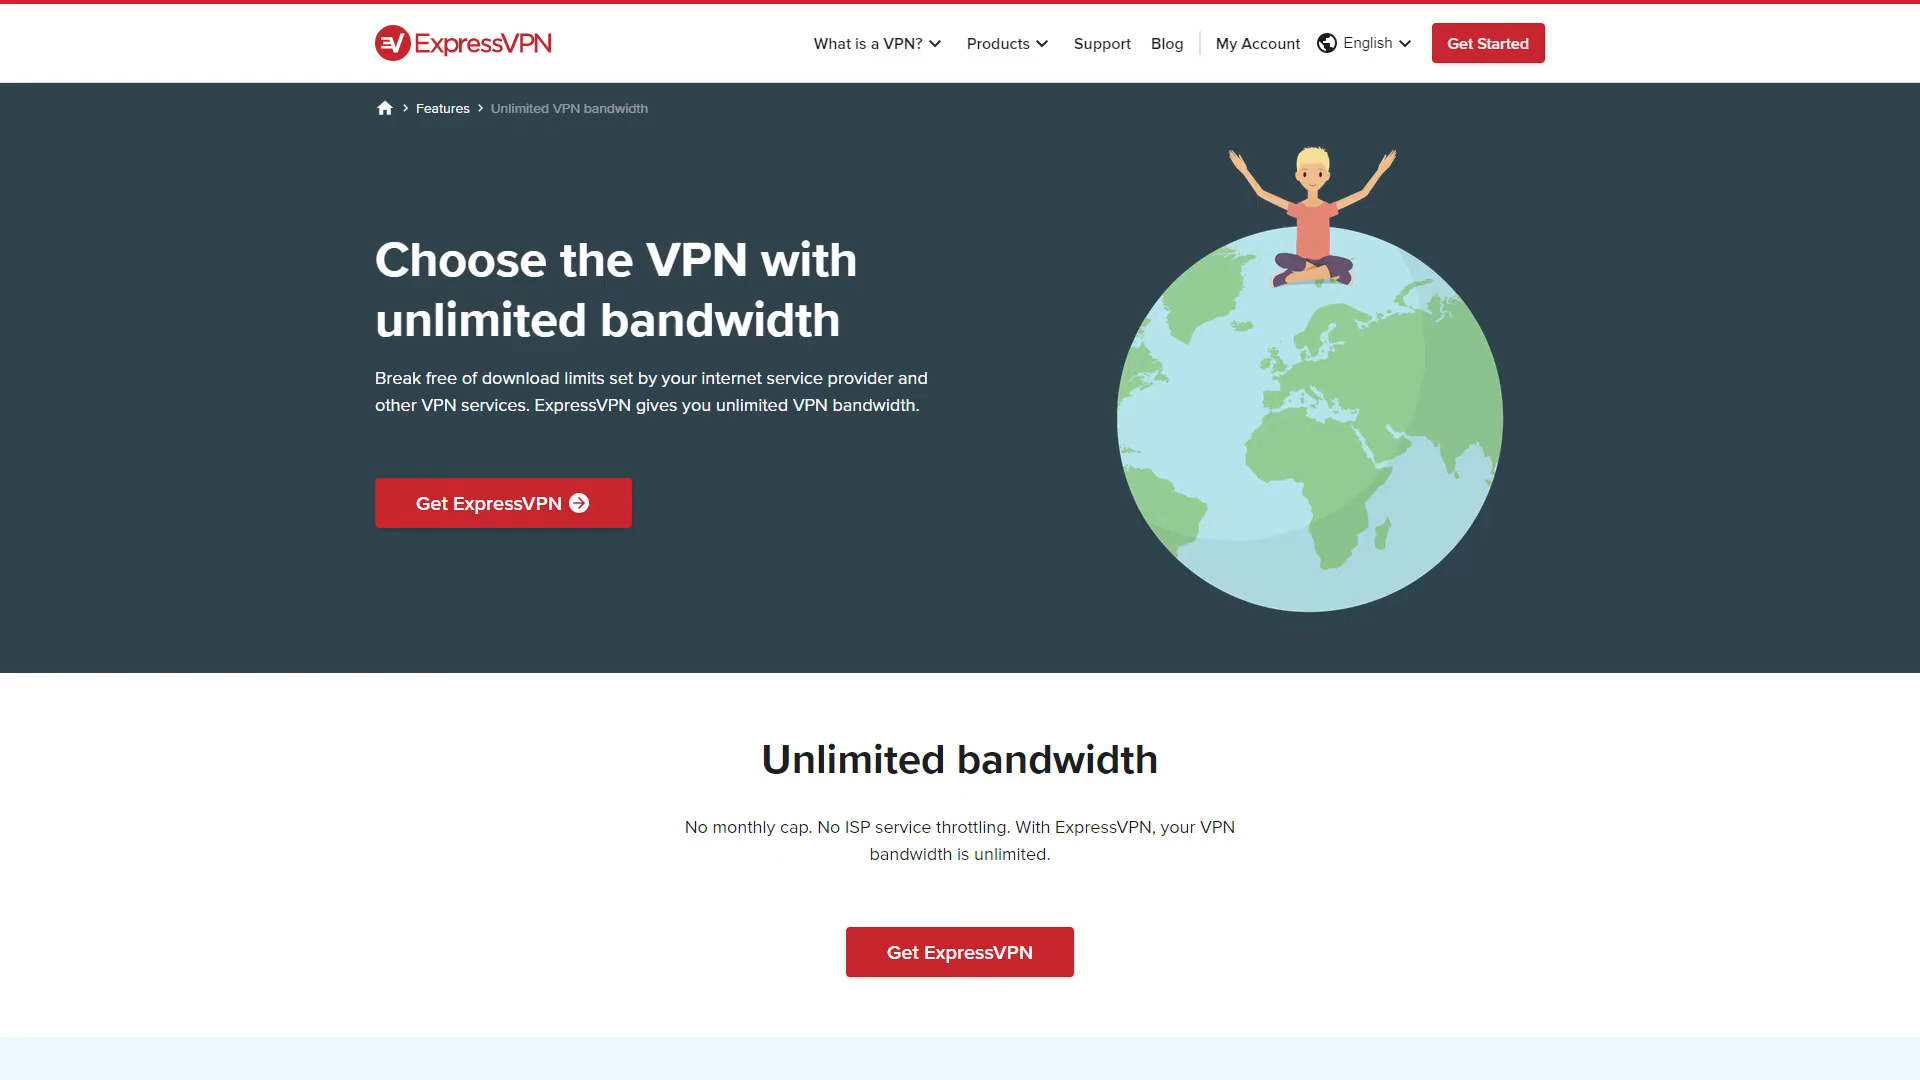 ExpressVPN
What is a VPN?
Products
Support
Blog
My Account
English
Get Started
Features
Unlimited VPN bandwidth
Choose the VPN with
unlimited bandwidth
Break free of download limits set by your internet service provider and
other VPN services. ExpressVPN gives you unlimited VPN bandwidth.
Get ExpressVPN
Unlimited bandwidth
No monthly cap. No ISP service throttling. With ExpressVPN, your VPN
bandwidth is unlimited.
Get ExpressVPN